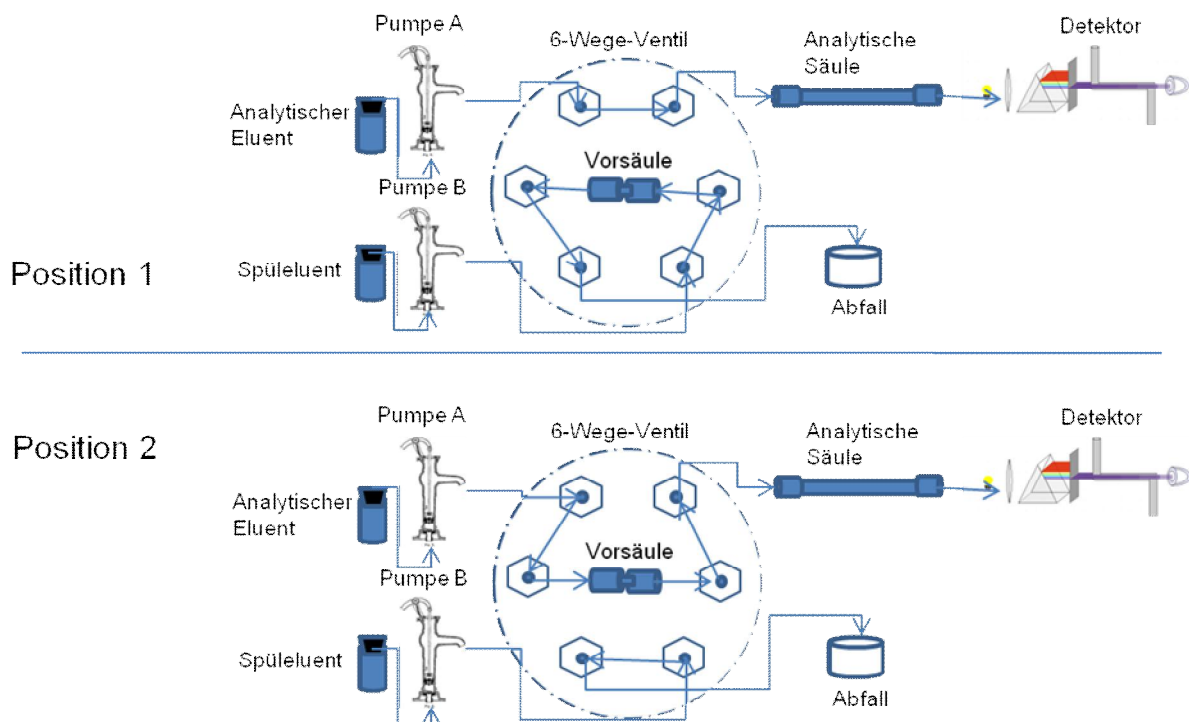 Pumpe A
6-Wege-Ventil
Analytische
Säule
Detektor
Analytischer
Eluent
Vorsäule
Pumpe B
Position 1
Spüleluent
Abfall
Pumpe A
6-Wege-Ventil
Analytische
Säule
Detektor
Position 2
Analytischer
Eluent
Vorsäule
Pumpe B
Spüleluent
Abfall